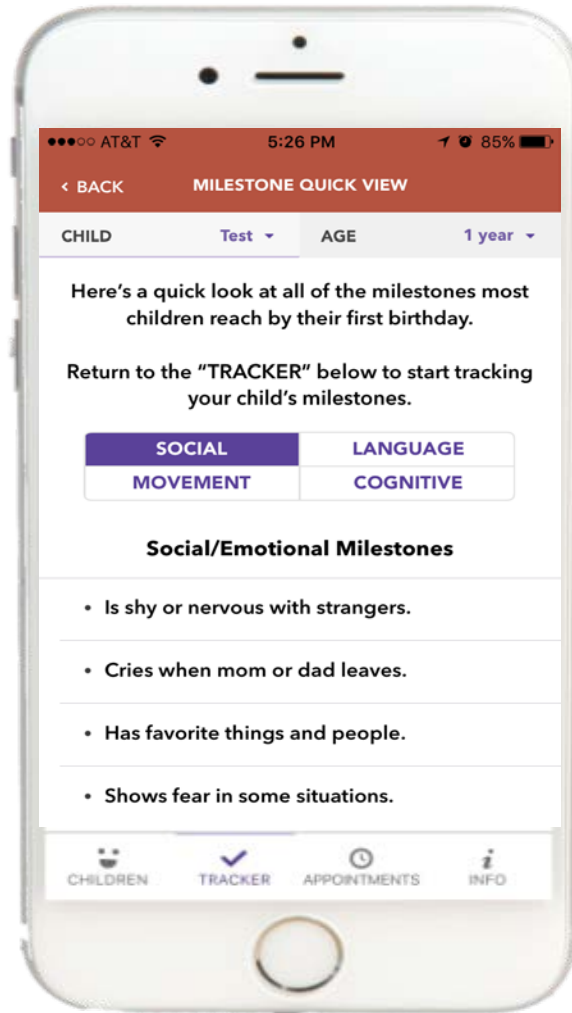 AT&T 5:26 PM 85%
< BACK MILESTONE QUICK VIEW
CHILD Test AGE 1 year
Here's a quick look at all of the milestones most
children reach by their first birthday.
Return to the "TRACKER" below to start tracking
your child's milestones.
SOCIAL LANGUAGE
MOVEMENT COGNITIVE
Social/Emotional Milestones
• Is shy or nervous with strangers.
• Cries when mom or dad leaves.
• Has favorite things and people.
• Shows fear in some situations.
CHILDREN TRACKER APPOINTMENTS INFO